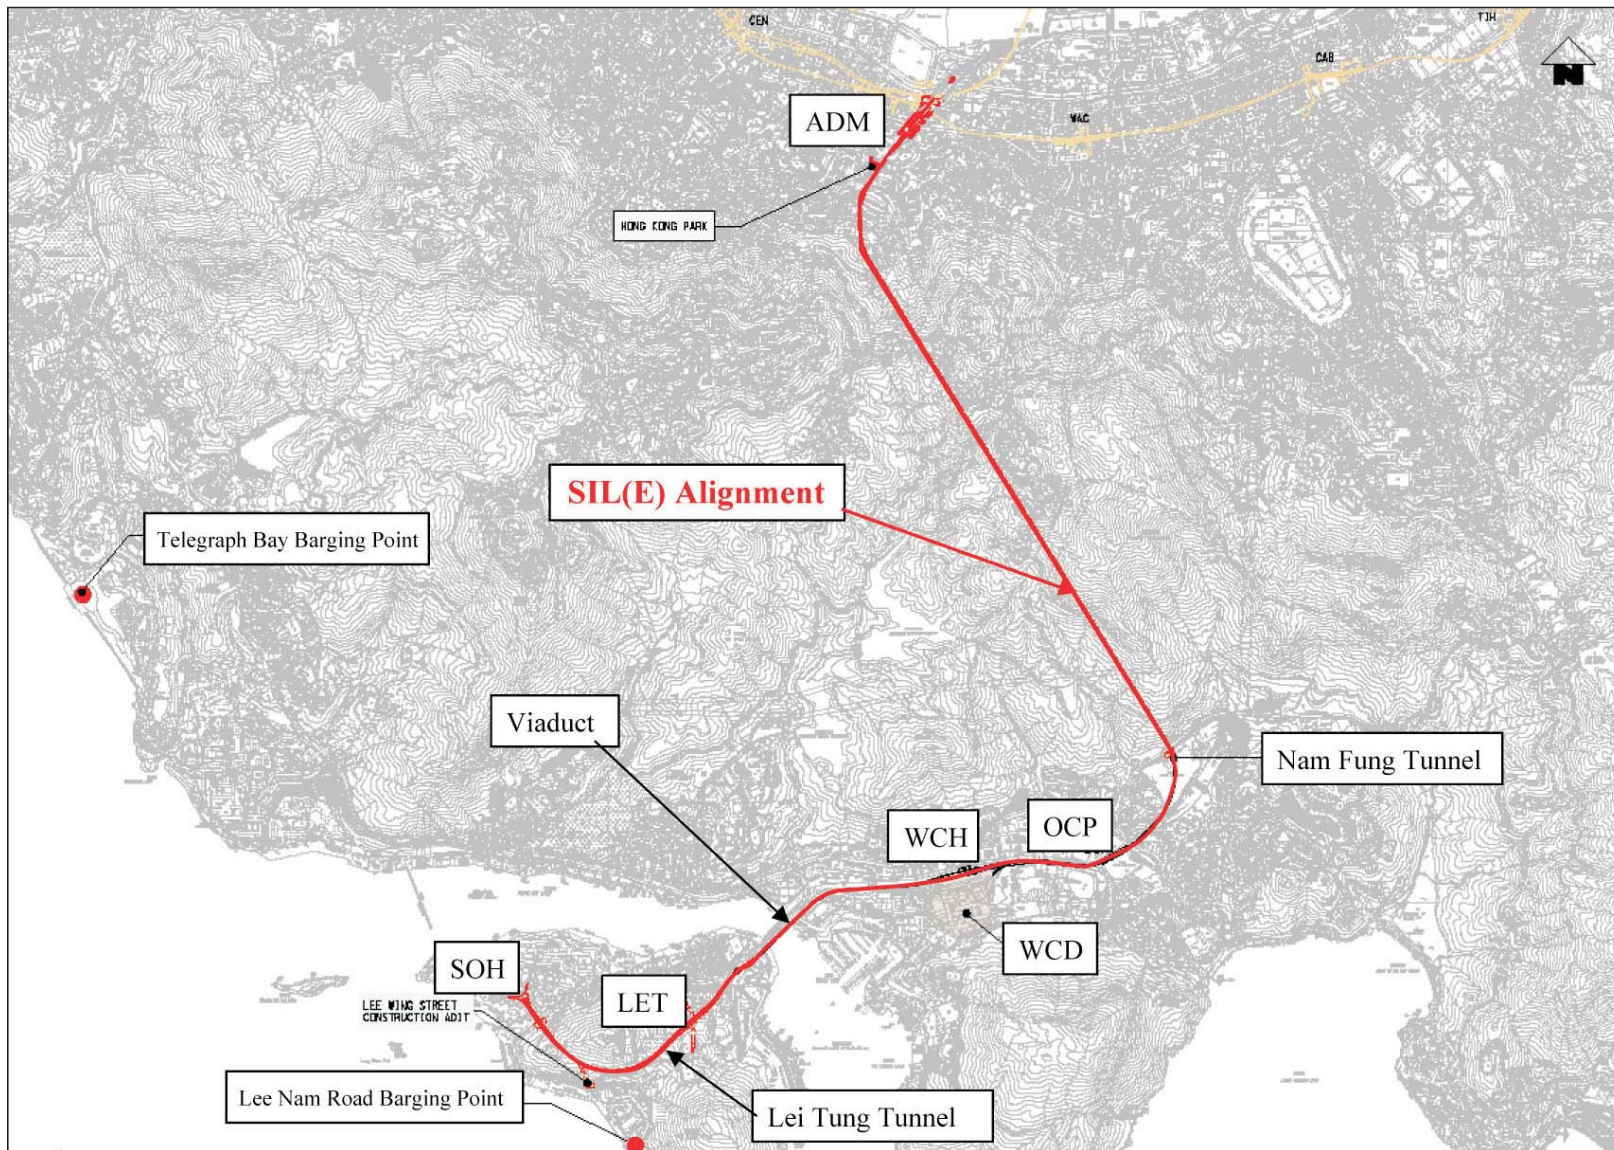 CEN
TIH
CAB
N
ADM
WAC
HONG KONG PARK
SIL(E) Alignment
Telegraph Bay Barging Point
Viaduct
Nam Fung Tunnel
WCH
OCP
WCD
SOH
LET
LEE WING STREET
CONSTRUCTION ADIT
Lee Nam Road Barging Point
Lei Tung Tunnel